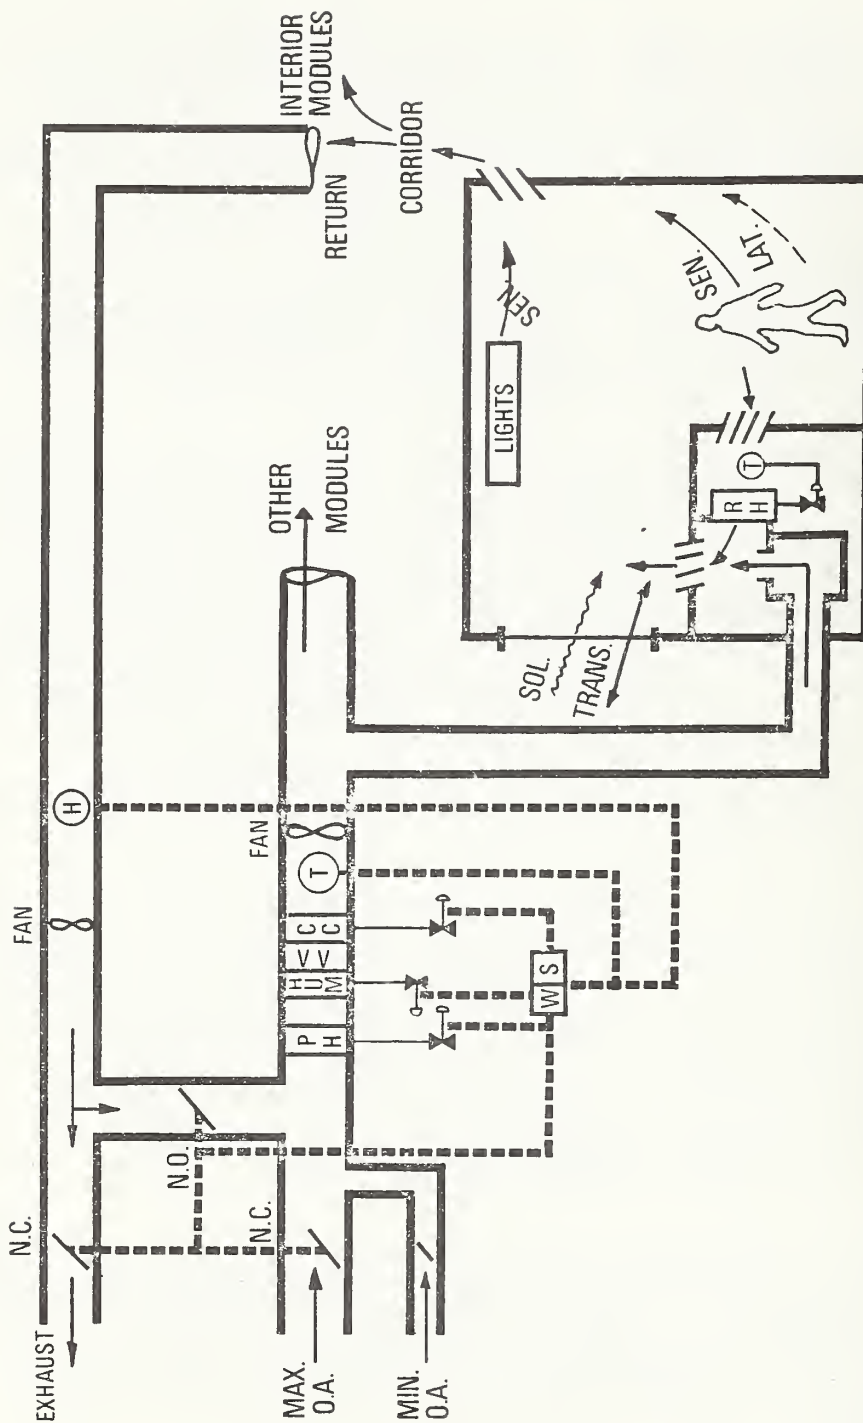 EXHAUST
N.C.
FAN
H
INTERIOR
MODULES
RETURN
CORRIDOR
N.O.
N.C.
MAX.
O.A.
MIN.
O.A.
P
H
H
U
M
C
C
T
FAN
OTHER
MODULES
W S
SOL.
TRANS.
LIGHTS
SEN.
R
H
T
SEN.
LAT.